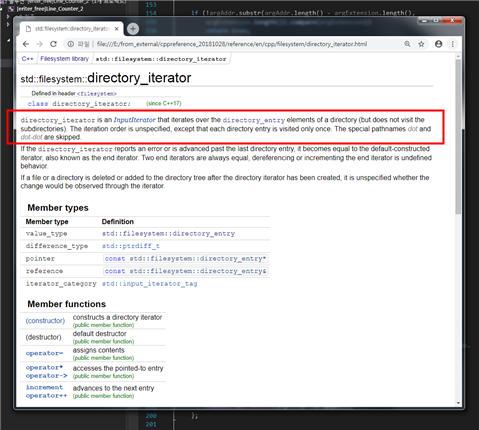 [eriter_free]Line_Counter_2
153
154
155
if (!argAddr.substr(argAddr.length() - argExtension.length(),
std::filesystem::directory_iterator
파일
file:///E:/from_external/cppreference_20181028/reference/en/cpp/filesystem/directory_iterator.html
C++ Filesystem library std::filesystem::directory_iterator
std::filesystem::directory_iterator
Defined in header <filesystem>
class directory_iterator; (since C++17)
directory_iterator is an InputIterator that iterates over the directory_entry elements of a directory (but does not visit the
subdirectories). The iteration order is unspecified, except that each directory entry is visited only once. The special pathnames dot and
dot-dot are skipped.
If the directory_iterator reports an error or is advanced past the last directory entry, it becomes equal to the default-constructed
iterator, also known as the end iterator. Two end iterators are always equal, dereferencing or incrementing the end iterator is undefined
behavior.
If a file or a directory is deleted or added to the directory tree after the directory iterator has been created, it is unspecified whether
the change would be observed through the iterator.
Member types
Member type Definition
value_type std::filesystem::directory_entry
difference_type std::ptrdiff_t
pointer const std::filesystem::directory_entry*
reference const std::filesystem::directory_entry&
iterator_category std::input_iterator_tag
Member functions
(constructor) constructs a directory iterator
(public member function)
(destructor) default destructor
(public member function)
operator= assigns contents
(public member function)
operator* accesses the pointed-to entry
operator-> (public member function)
increment advances to the next entry
operator++ (public member function)
200 };
201